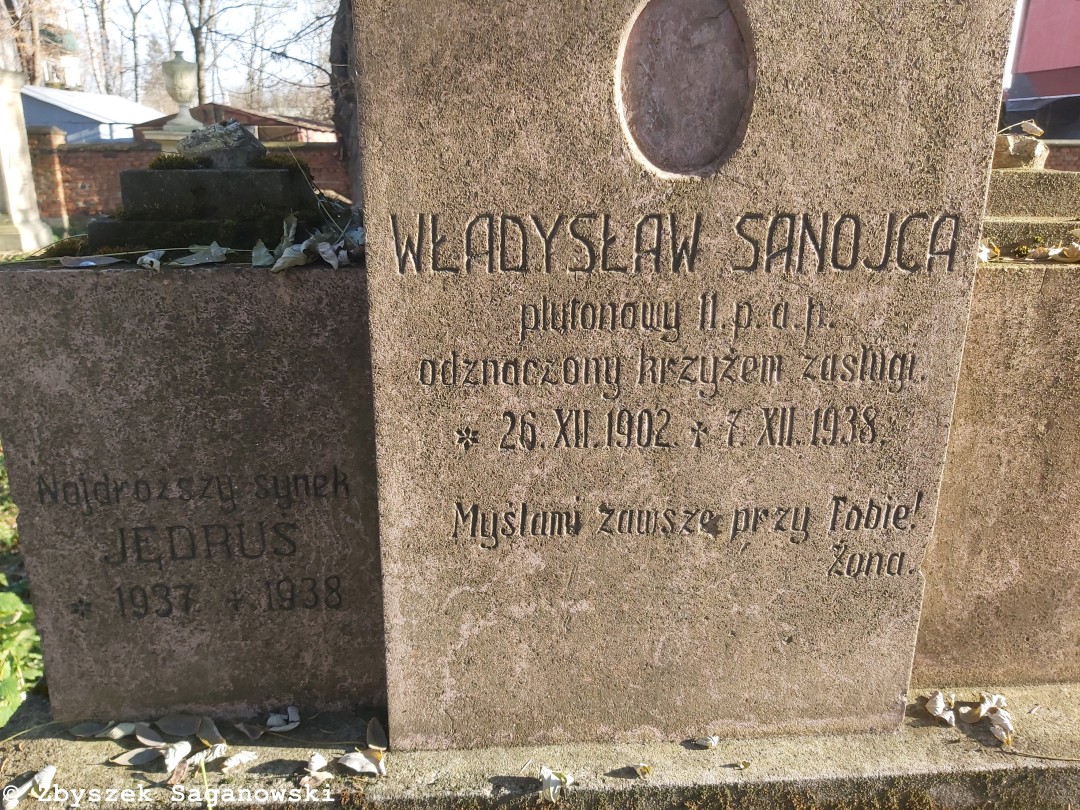 WŁADYSŁAW SANOJCA
plutonowy 11. p. a. p.
odznaczony krzyżem zasługi.
* 26. XII. 1902 + 7. XII. 1938.
Myślami zawsze przy Tobie!
Żona.
Najdroższy synek
JĘDRUŚ
* 1937 + 1938
© Zbyszek Saganowski